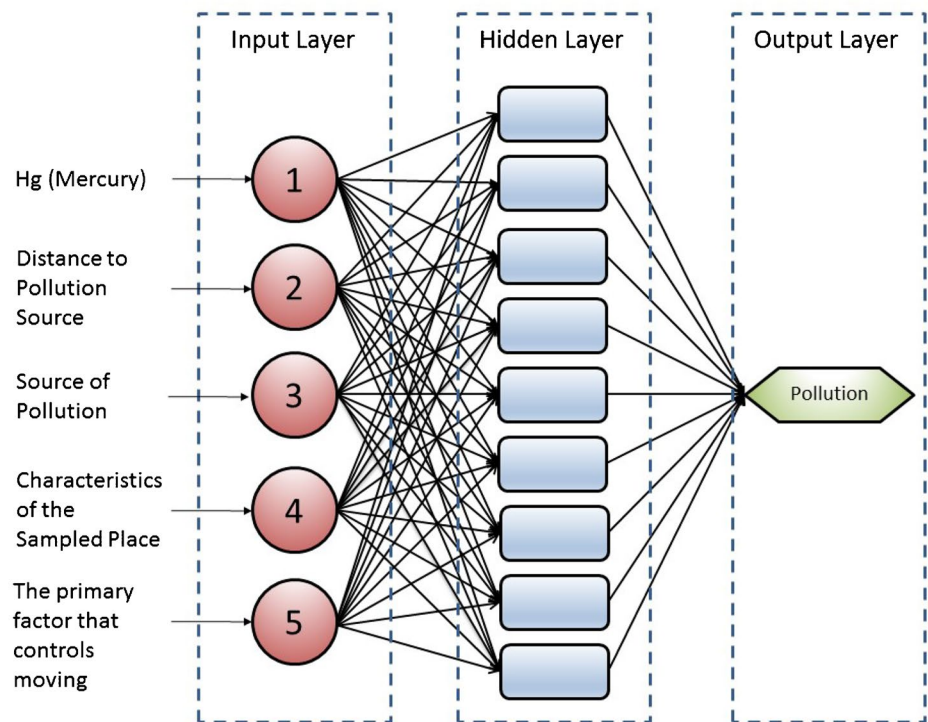 Input Layer
Hidden Layer
Output Layer
Hg (Mercury)
1
Distance to
Pollution
Source
2
Source of
Pollution
3
Pollution
Characteristics
of the
Sampled Place
4
The primary
factor that
controls
moving
5